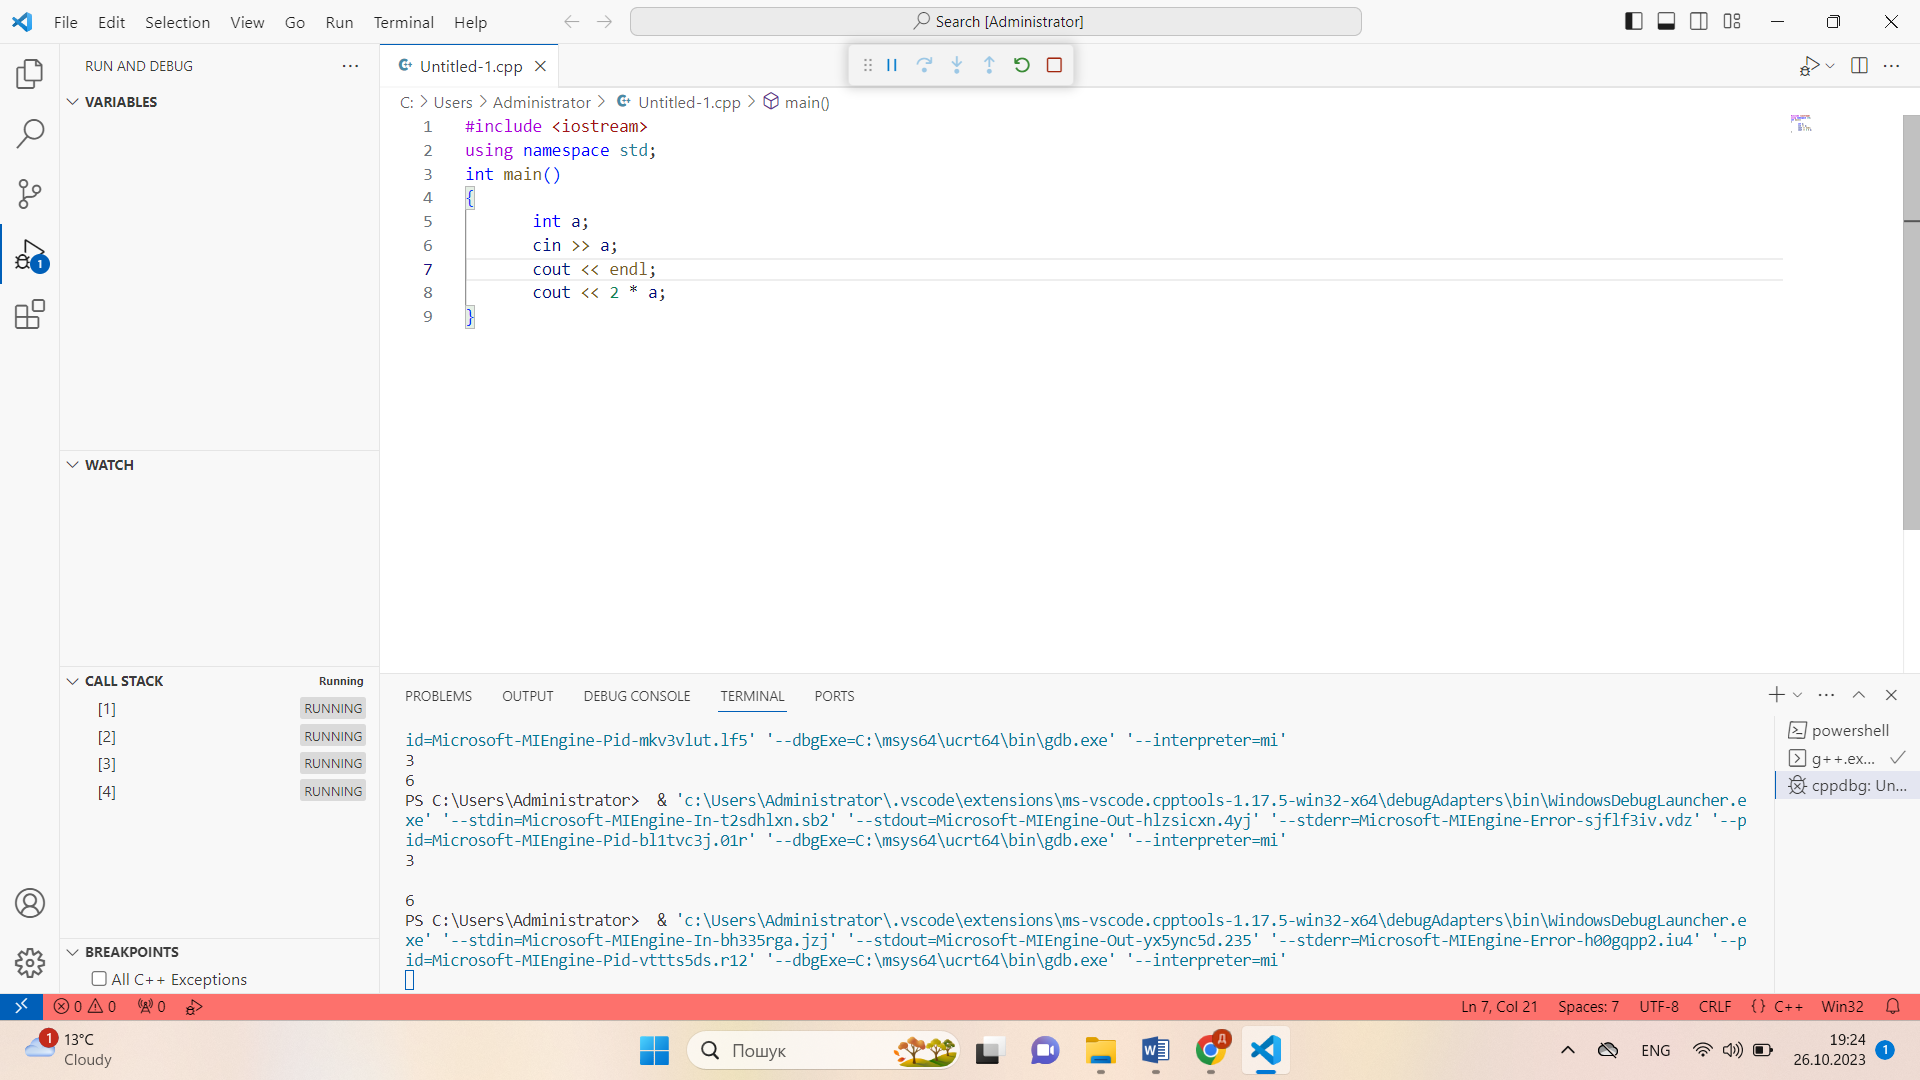 File Edit Selection View Go Run Terminal Help
Search [Administrator]
RUN AND DEBUG
VARIABLES
WATCH
CALL STACK Running
[1] RUNNING
[2] RUNNING
[3] RUNNING
[4] RUNNING
BREAKPOINTS
All C++ Exceptions
Untitled-1.cpp
C: > Users > Administrator > Untitled-1.cpp > main()
1 #include <iostream>
2 using namespace std;
3 int main()
4 {
5 int a;
6 cin >> a;
7 cout << endl;
8 cout << 2 * a;
9 }
PROBLEMS OUTPUT DEBUG CONSOLE TERMINAL PORTS
id=Microsoft-MIEngine-Pid-mkv3vlut.lf5' '--dbgExe=C:\msys64\ucrt64\bin\gdb.exe' '--interpreter=mi'
3
6
PS C:\Users\Administrator>  & 'c:\Users\Administrator\.vscode\extensions\ms-vscode.cpptools-1.17.5-win32-x64\debugAdapters\bin\WindowsDebugLauncher.e
xe' '--stdin=Microsoft-MIEngine-In-t2sdhlxn.sb2' '--stdout=Microsoft-MIEngine-Out-hlzsicxn.4yj' '--stderr=Microsoft-MIEngine-Error-sjflf3iv.vdz' '--p
id=Microsoft-MIEngine-Pid-bl1tvc3j.01r' '--dbgExe=C:\msys64\ucrt64\bin\gdb.exe' '--interpreter=mi'
3
6
PS C:\Users\Administrator>  & 'c:\Users\Administrator\.vscode\extensions\ms-vscode.cpptools-1.17.5-win32-x64\debugAdapters\bin\WindowsDebugLauncher.e
xe' '--stdin=Microsoft-MIEngine-In-bh335rga.jzj' '--stdout=Microsoft-MIEngine-Out-yx5ync5d.235' '--stderr=Microsoft-MIEngine-Error-h00gqpp2.iu4' '--p
id=Microsoft-MIEngine-Pid-vttts5ds.r12' '--dbgExe=C:\msys64\ucrt64\bin\gdb.exe' '--interpreter=mi'
powershell
g++.ex...
cppdbg: Un...
1
0 0 0
Ln 7, Col 21 Spaces: 7 UTF-8 CRLF {} C++ Win32
1 13°C
Cloudy
Пошук
Д
ENG
19:24
26.10.2023
1